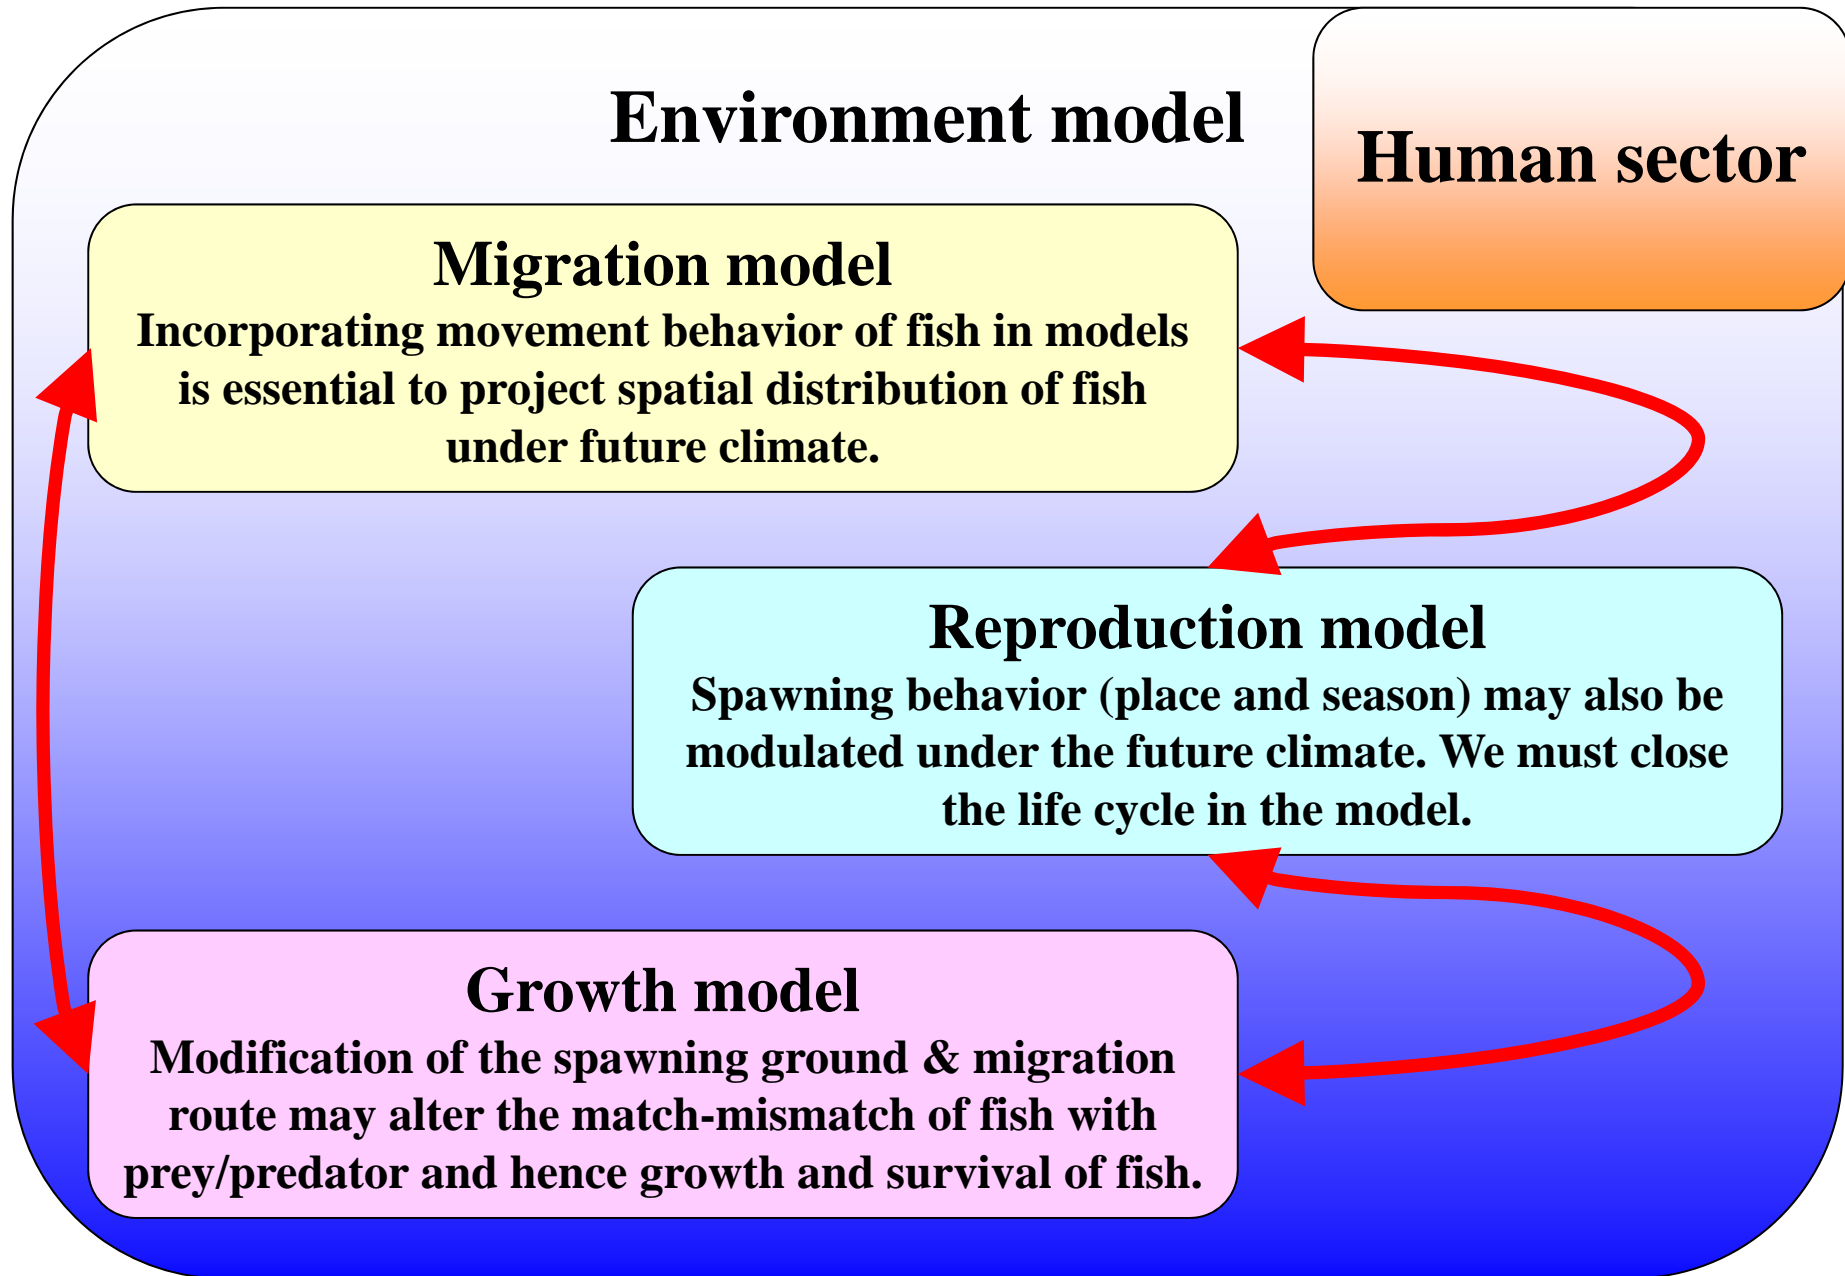 Environment model
Human sector
Migration model
Incorporating movement behavior of fish in models
is essential to project spatial distribution of fish
under future climate.
Reproduction model
Spawning behavior (place and season) may also be
modulated under the future climate. We must close
the life cycle in the model.
Growth model
Modification of the spawning ground & migration
route may alter the match-mismatch of fish with
prey/predator and hence growth and survival of fish.